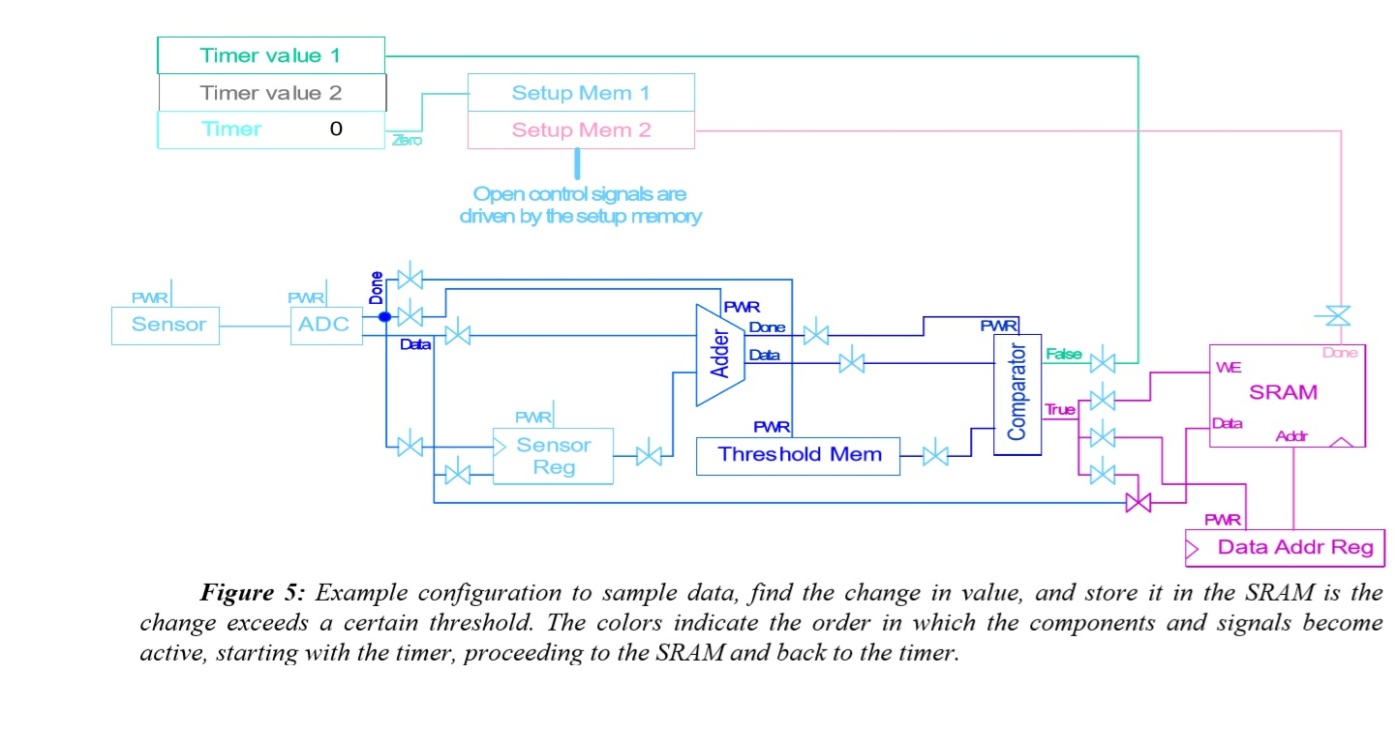 Timer value 1
Timer value 2
Timer 0
Zero
Setup Mem 1
Setup Mem 2
Open control signals are
driven by the setup memory
PWR
Sensor
PWR
ADC
Done
Data
PWR
Sensor
Reg
PWR
Adder
Done
Data
PWR
Threshold Mem
PWR
Comparator
False
True
Done
WE
SRAM
Data
Addr
PWR
Data Addr Reg
Figure 5: Example configuration to sample data, find the change in value, and store it in the SRAM is the
change exceeds a certain threshold. The colors indicate the order in which the components and signals become
active, starting with the timer, proceeding to the SRAM and back to the timer.